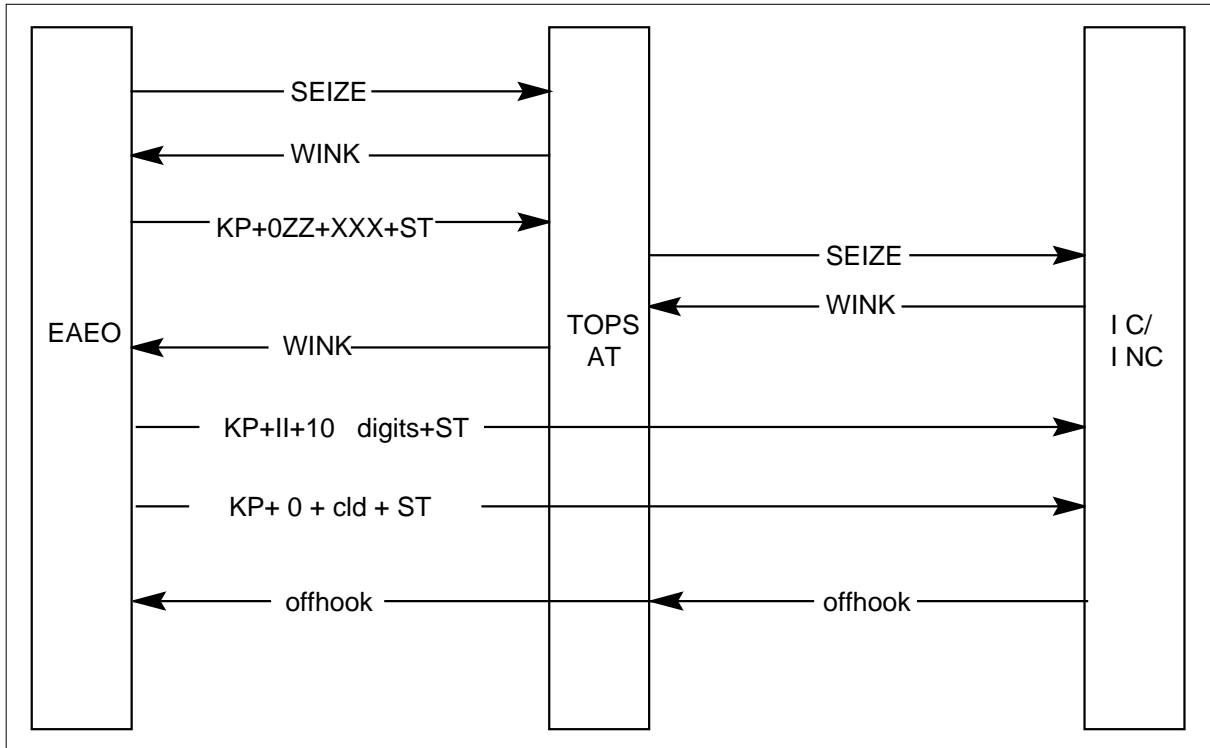 SEIZE
WINK
KP+0ZZ+XXX+ST
SEIZE
WINK
EAEO
WINK
TOPS
AT
I C/
I NC
KP+II+10 digits+ST
KP+ 0 + cld + ST
offhook
offhook